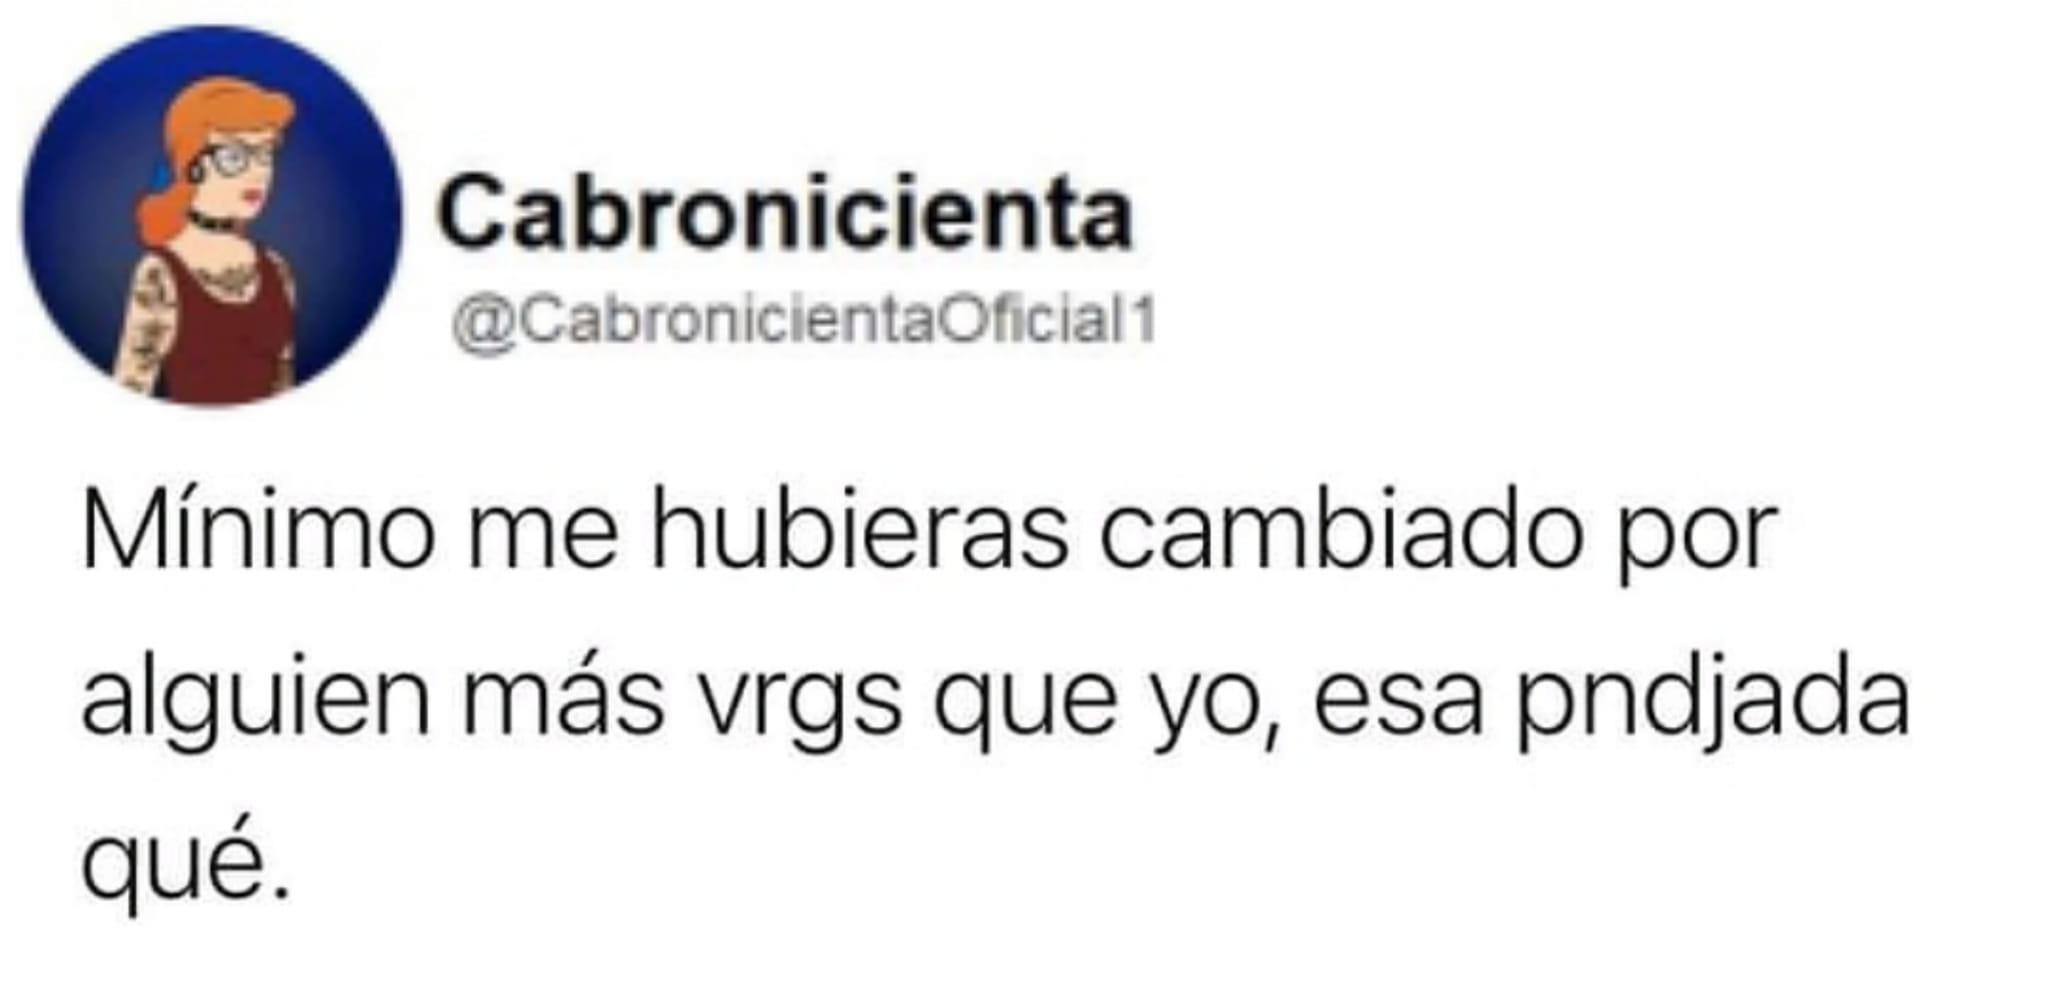 Cabronicienta
@CabronicientaOficial1
Mínimo me hubieras cambiado por
alguien más vrgs que yo, esa pndjada
qué.